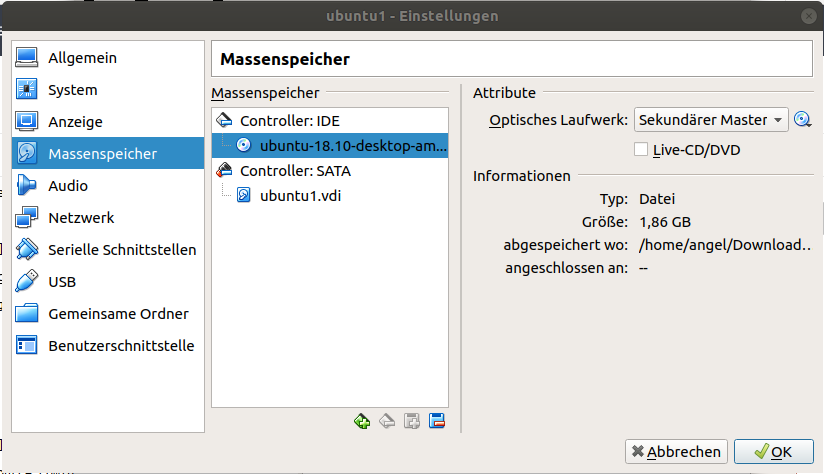 ubuntu1 - Einstellungen
Allgemein
System
Anzeige
Massenspeicher
Audio
Netzwerk
Serielle Schnittstellen
USB
Gemeinsame Ordner
Benutzerschnittstelle
Massenspeicher
Massenspeicher
Controller: IDE
ubuntu-18.10-desktop-am...
Controller: SATA
ubuntu1.vdi
Attribute
Optisches Laufwerk: Sekundärer Master
Live-CD/DVD
Informationen
Typ: Datei
Größe: 1,86 GB
abgespeichert wo: /home/angel/Download..
angeschlossen an: --
Abbrechen
OK